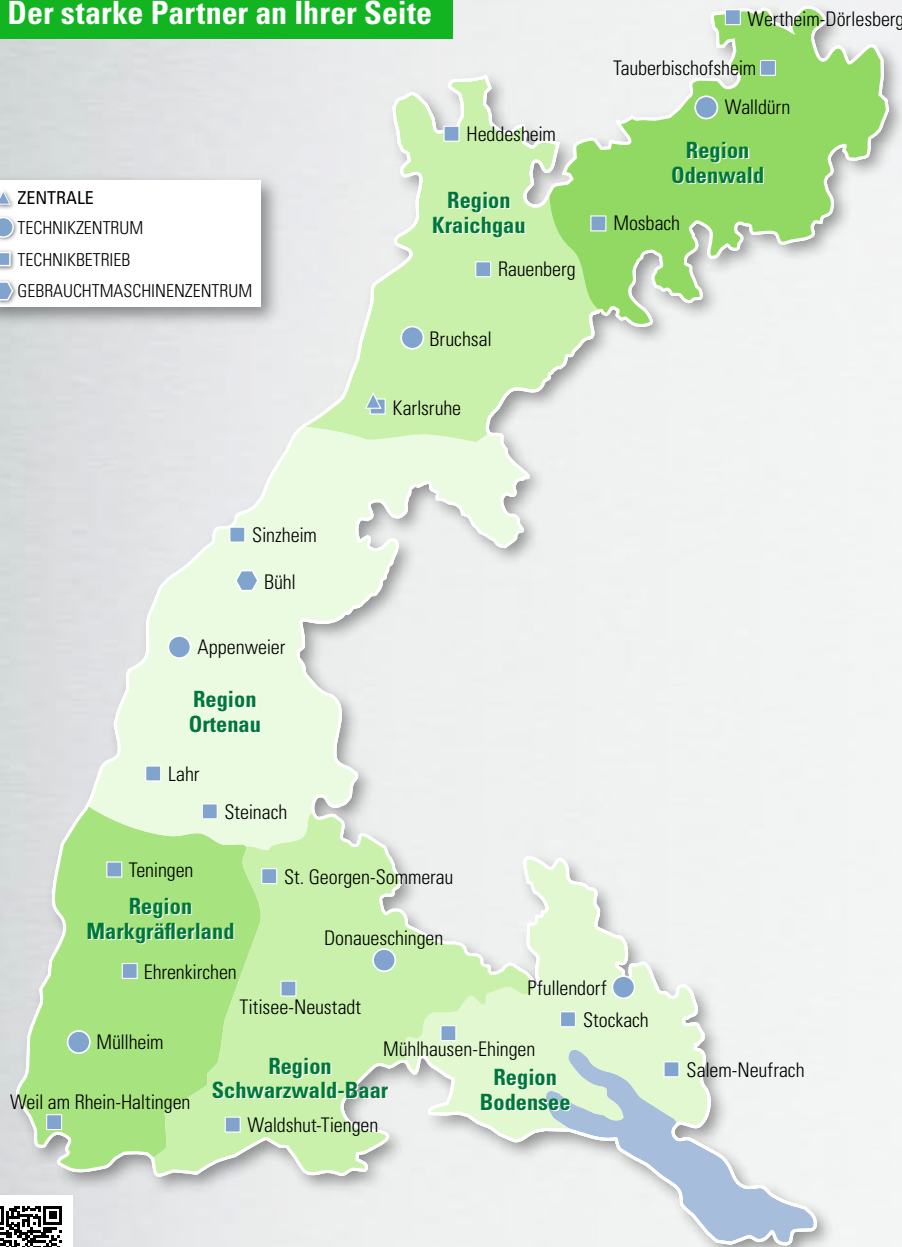 Der starke Partner an Ihrer Seite
Wertheim-Dörlesberg
Tauberbischofsheim
Walldürn
Heddesheim
Region
Odenwald
ZENTRALE
TECHNIKZENTRUM
TECHNIKBETRIEB
GEBRAUCHTMASCHINENZENTRUM
Region
Kraichgau
Mosbach
Rauenberg
Bruchsal
Karlsruhe
Sinzheim
Bühl
Appenweier
Region
Ortenau
Lahr
Steinach
Teningen
St. Georgen-Sommerau
Region
Markgräflerland
Donaueschingen
Ehrenkirchen
Titisee-Neustadt
Pfullendorf
Stockach
Müllheim
Mühlhausen-Ehingen
Region
Schwarzwald-Baar
Region
Bodensee
Salem-Neufrach
Weil am Rhein-Haltingen
Waldshut-Tiengen